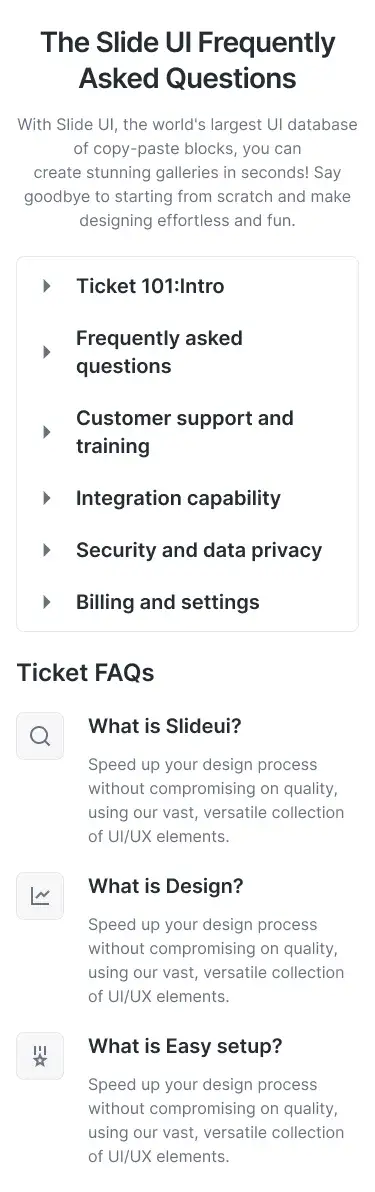 The Slide UI Frequently
Asked Questions
With Slide UI, the world's largest UI database
of copy-paste blocks, you can
create stunning galleries in seconds! Say
goodbye to starting from scratch and make
designing effortless and fun.
Ticket 101:Intro
Frequently asked
questions
Customer support and
training
Integration capability
Security and data privacy
Billing and settings
Ticket FAQs
What is Slideui?
Speed up your design process
without compromising on quality,
using our vast, versatile collection
of UI/UX elements.
What is Design?
Speed up your design process
without compromising on quality,
using our vast, versatile collection
of UI/UX elements.
What is Easy setup?
Speed up your design process
without compromising on quality,
using our vast, versatile collection
of UI/UX elements.